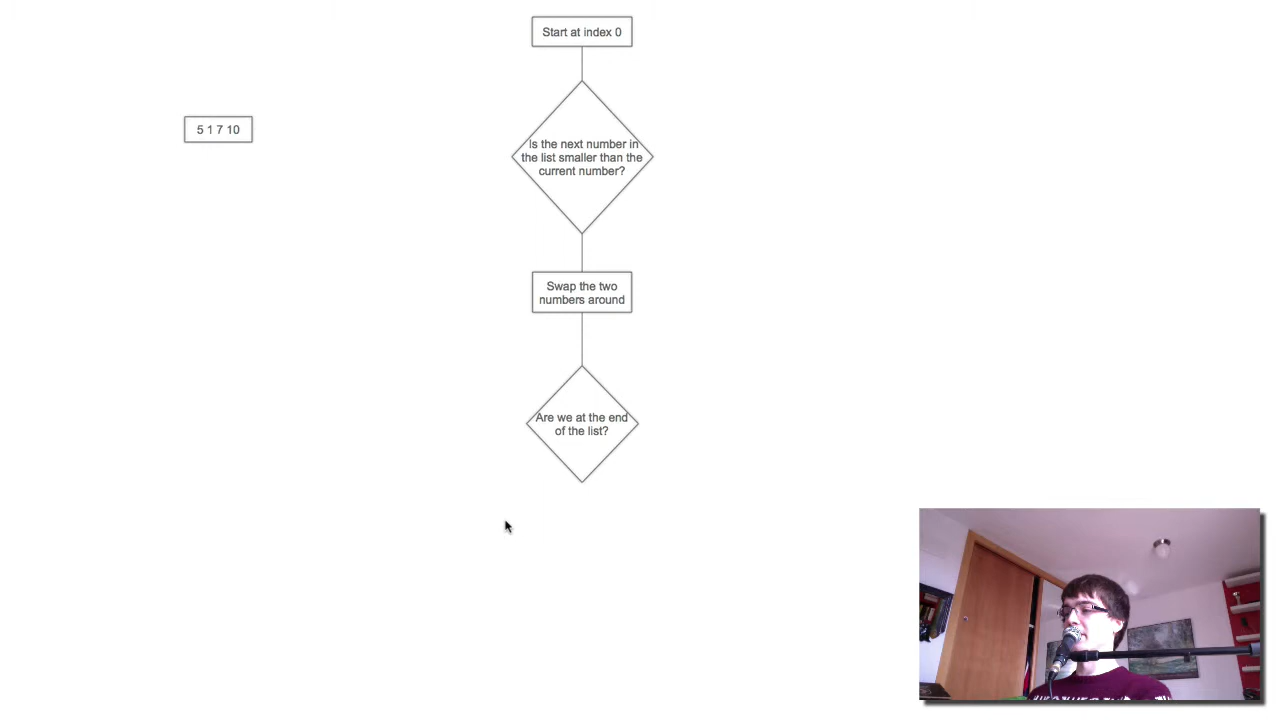 Start at index 0
5 1 7 10
Is the next number in
the list smaller than the
current number?
Swap the two
numbers around
Are we at the end
of the list?